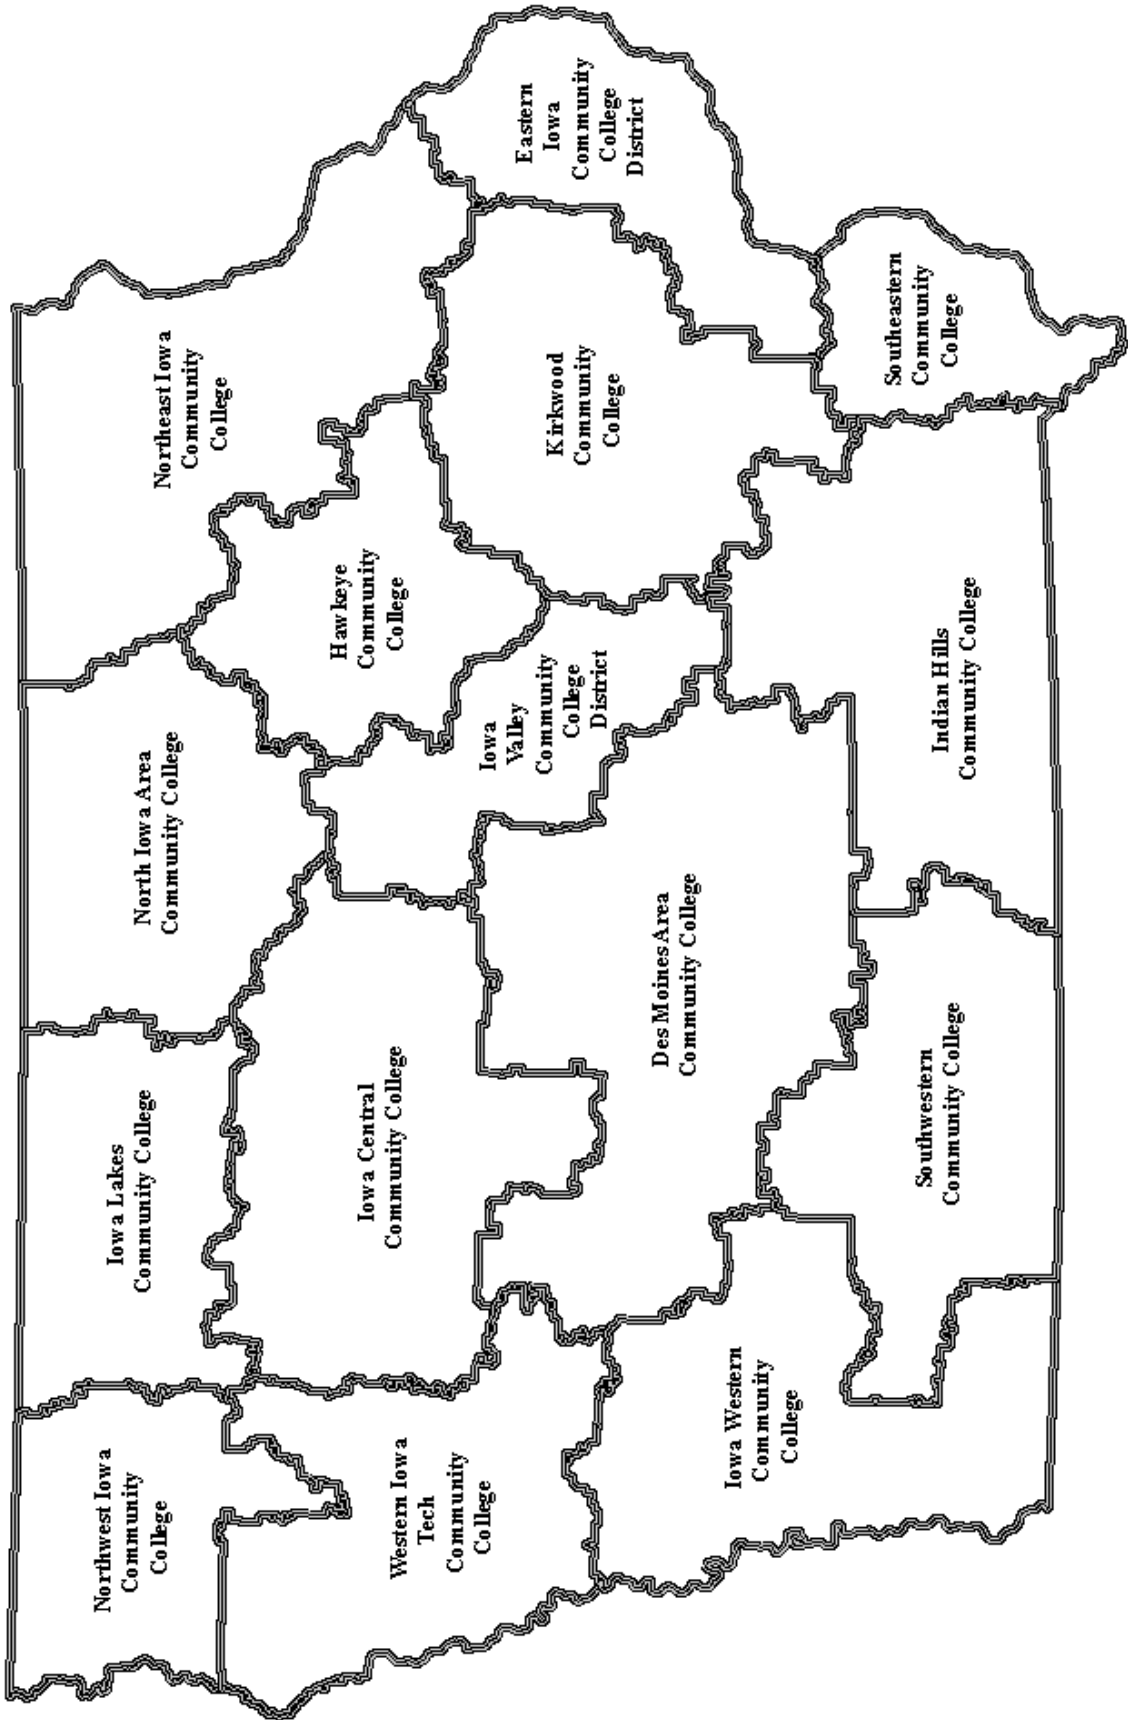 Northwest Iowa
Community
College
Iowa Lakes
Community College
North Iowa Area
Community College
Northeast Iowa
Community
College
Western Iowa
Tech
Community
College
Iowa Central
Community College
Hawkeye
Community
College
Iowa
Valley
Community
College
District
Kirkwood
Community
College
Eastern
Iowa
Community
College
District
Iowa Western
Community
College
Des Moines Area
Community College
Southwestern
Community College
Indian Hills
Community College
Southeastern
Community
College